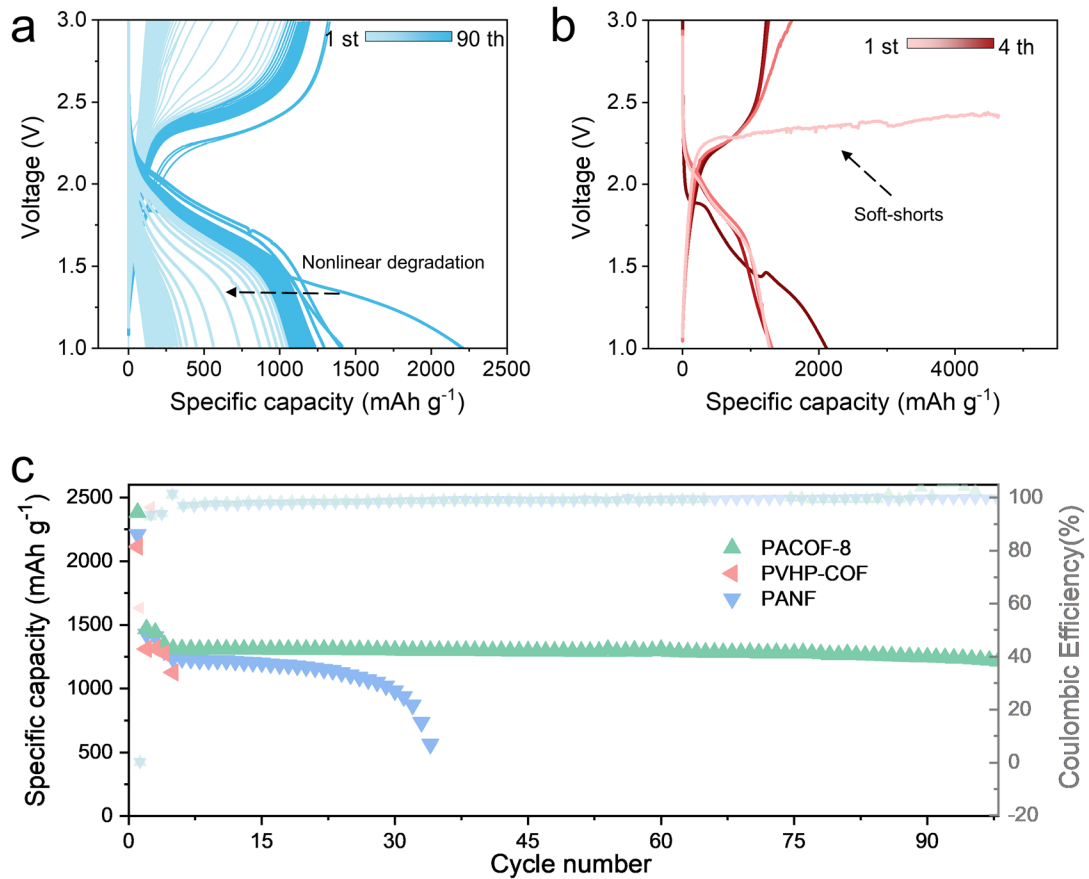 a
3.0
2.5
2.0
1.5
1.0
Voltage (V)
1 st
90 th
Nonlinear degradation
0
500
1000
1500
2000
2500
Specific capacity (mAh g⁻¹)
b
3.0
2.5
2.0
1.5
1.0
Voltage (V)
1 st
4 th
Soft-shorts
0
2000
4000
Specific capacity (mAh g⁻¹)
c
2500
2000
1500
1000
500
0
Specific capacity (mAh g⁻¹)
PACOF-8
PVHP-COF
PANF
100
80
60
40
20
0
-20
Coulombic Efficiency(%)
0
15
30
45
60
75
90
Cycle number